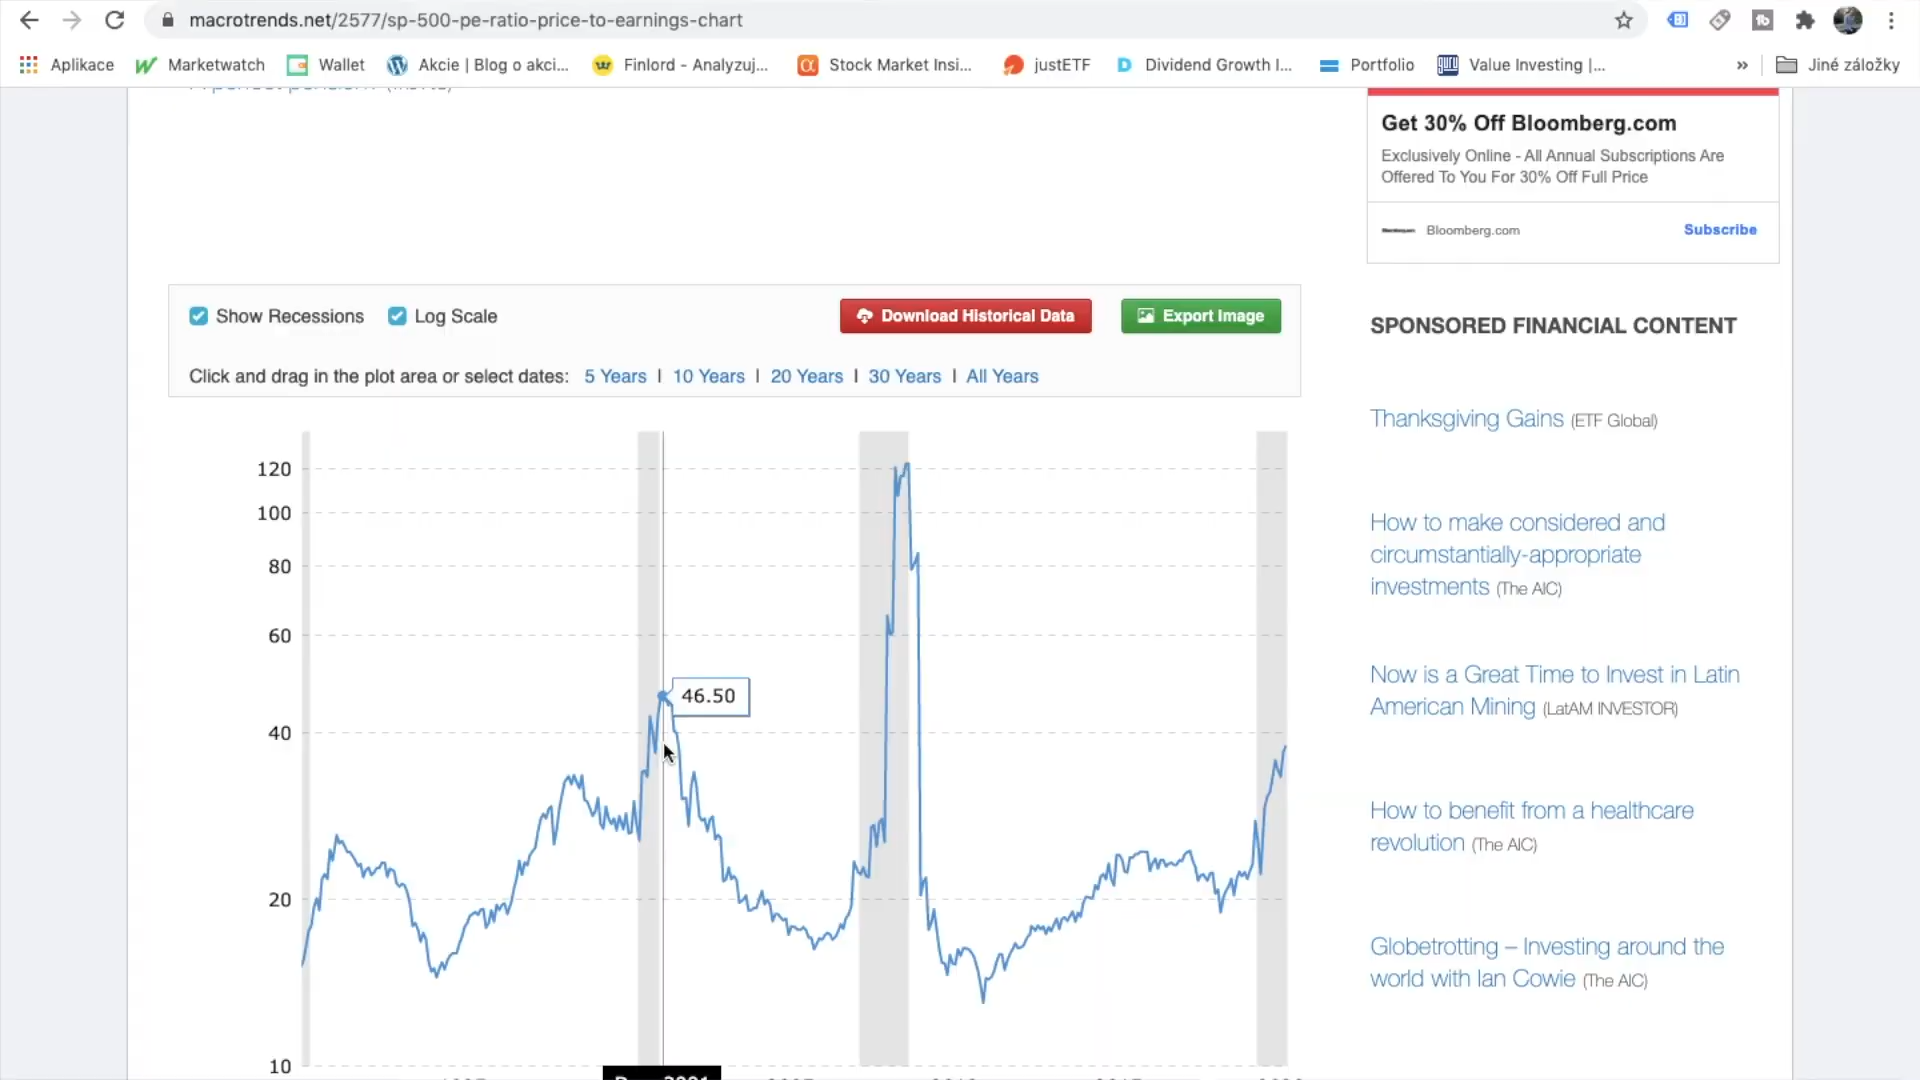 macrotrends.net/2577/sp-500-pe-ratio-price-to-earnings-chart
Aplikace
Marketwatch
Wallet
Akcie | Blog o akci...
Finlord - Analyzuj...
Stock Market Insi...
justETF
Dividend Growth I...
Portfolio
Value Investing |...
»
Jiné záložky
Get 30% Off Bloomberg.com
Exclusively Online - All Annual Subscriptions Are
Offered To You For 30% Off Full Price
Bloomberg.com
Subscribe
Show Recessions
Log Scale
Download Historical Data
Export Image
Click and drag in the plot area or select dates: 5 Years | 10 Years | 20 Years | 30 Years | All Years
SPONSORED FINANCIAL CONTENT
Thanksgiving Gains (ETF Global)
How to make considered and
circumstantially-appropriate
investments (The AIC)
Now is a Great Time to Invest in Latin
American Mining (LatAM INVESTOR)
How to benefit from a healthcare
revolution (The AIC)
Globetrotting – Investing around the
world with Ian Cowie (The AIC)
120
100
80
60
46.50
40
20
10